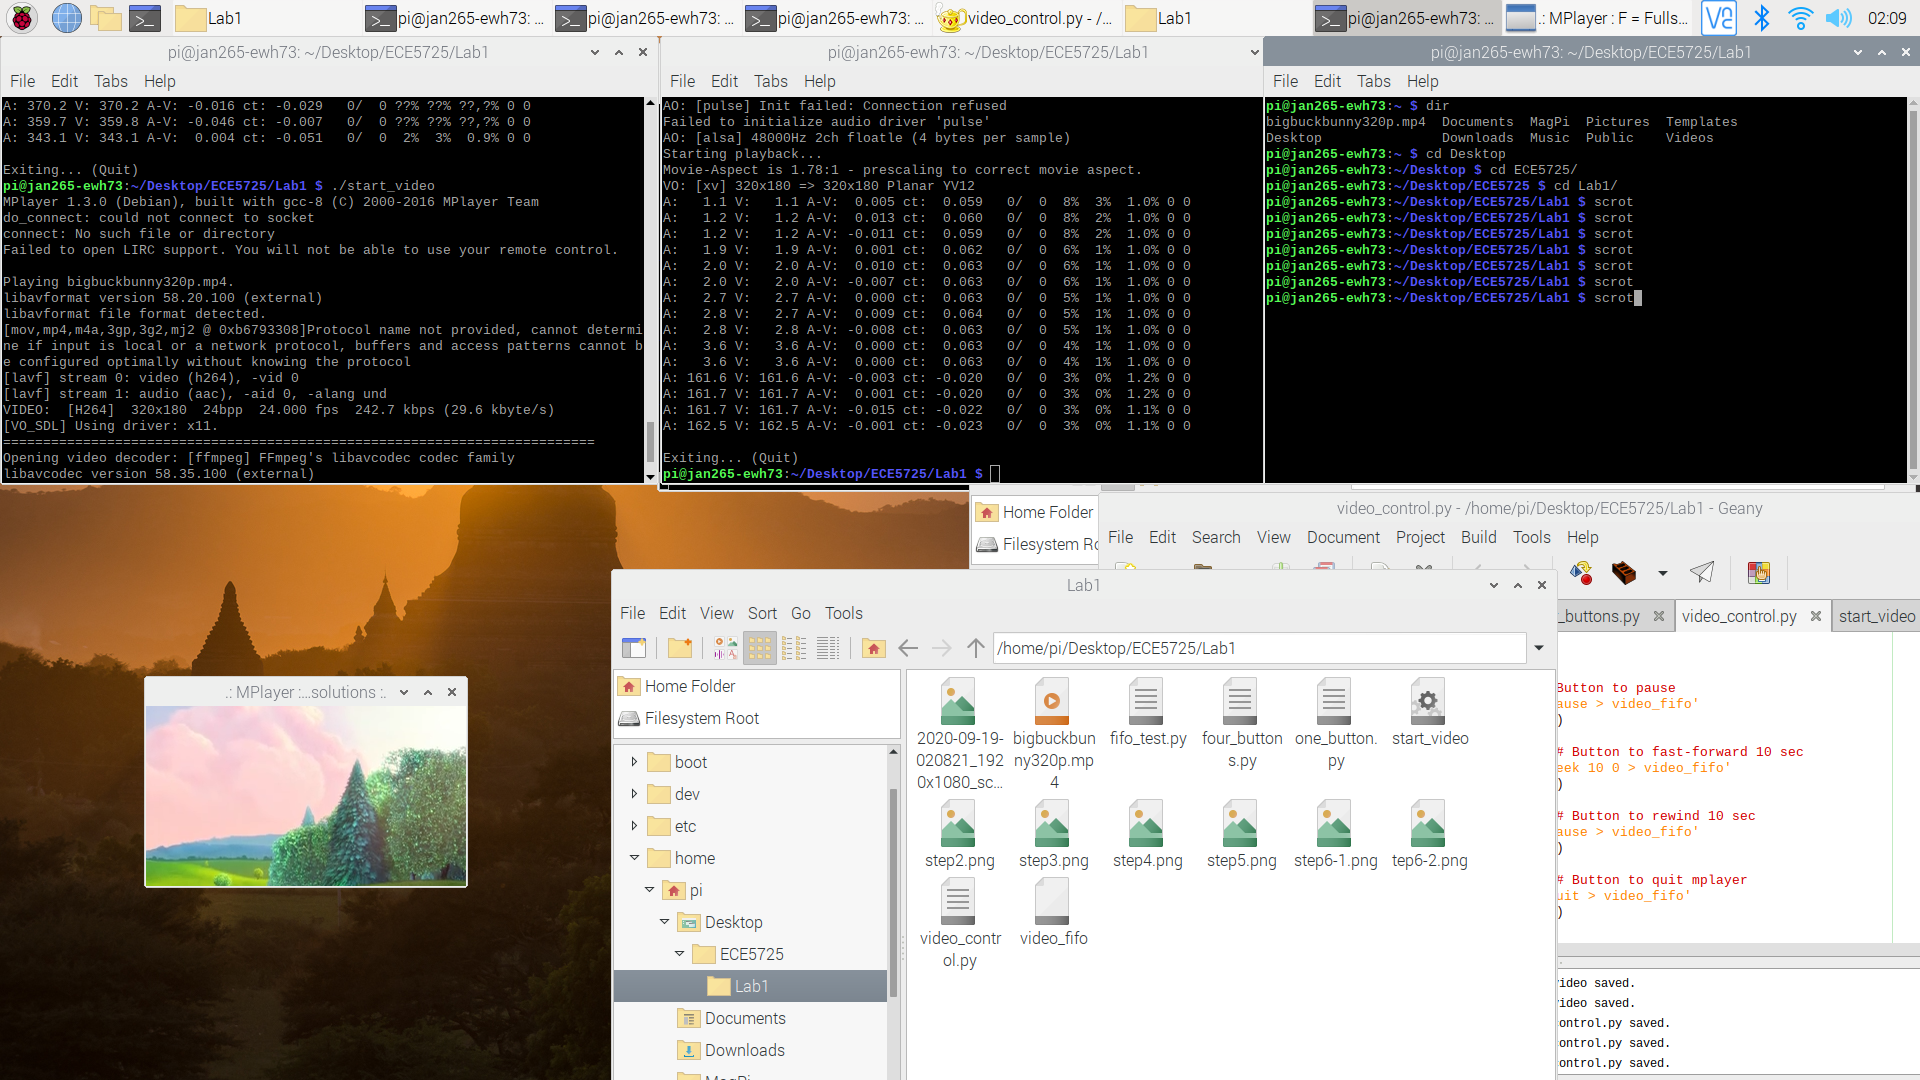 Lab1
pi@jan265-ewh73: ...
pi@jan265-ewh73: ...
pi@jan265-ewh73: ...
video_control.py - /...
Lab1
pi@jan265-ewh73: ...
.: MPlayer : F = Fulls...
02:09
pi@jan265-ewh73: ~/Desktop/ECE5725/Lab1
File Edit Tabs Help
A: 370.2 V: 370.2 A-V: -0.016 ct: -0.029   0/  0 ??% ??% ??,?% 0 0
A: 359.7 V: 359.8 A-V: -0.046 ct: -0.007   0/  0 ??% ??% ??,?% 0 0
A: 343.1 V: 343.1 A-V:  0.004 ct: -0.051   0/  0  2%  3%  0.9% 0 0
Exiting... (Quit)
pi@jan265-ewh73:~/Desktop/ECE5725/Lab1 $ ./start_video
MPlayer 1.3.0 (Debian), built with gcc-8 (C) 2000-2016 MPlayer Team
do_connect: could not connect to socket
connect: No such file or directory
Failed to open LIRC support. You will not be able to use your remote control.
Playing bigbuckbunny320p.mp4.
libavformat version 58.20.100 (external)
libavformat file format detected.
[mov,mp4,m4a,3gp,3g2,mj2 @ 0xb6793308]Protocol name not provided, cannot determi
ne if input is local or a network protocol, buffers and access patterns cannot b
e configured optimally without knowing the protocol
[lavf] stream 0: video (h264), -vid 0
[lavf] stream 1: audio (aac), -aid 0, -alang und
VIDEO:  [H264]  320x180  24bpp  24.000 fps  242.7 kbps (29.6 kbyte/s)
[VO_SDL] Using driver: x11.
==========================================================================
Opening video decoder: [ffmpeg] FFmpeg's libavcodec codec family
libavcodec version 58.35.100 (external)
pi@jan265-ewh73: ~/Desktop/ECE5725/Lab1
File Edit Tabs Help
AO: [pulse] Init failed: Connection refused
Failed to initialize audio driver 'pulse'
AO: [alsa] 48000Hz 2ch floatle (4 bytes per sample)
Starting playback...
Movie-Aspect is 1.78:1 - prescaling to correct movie aspect.
VO: [xv] 320x180 => 320x180 Planar YV12
A:   1.1 V:   1.1 A-V:  0.005 ct:  0.059   0/  0  8%  3%  1.0% 0 0
A:   1.2 V:   1.2 A-V:  0.013 ct:  0.060   0/  0  8%  2%  1.0% 0 0
A:   1.2 V:   1.2 A-V: -0.011 ct:  0.059   0/  0  8%  2%  1.0% 0 0
A:   1.9 V:   1.9 A-V:  0.001 ct:  0.062   0/  0  6%  1%  1.0% 0 0
A:   2.0 V:   2.0 A-V:  0.010 ct:  0.063   0/  0  6%  1%  1.0% 0 0
A:   2.0 V:   2.0 A-V: -0.007 ct:  0.063   0/  0  6%  1%  1.0% 0 0
A:   2.7 V:   2.7 A-V:  0.000 ct:  0.063   0/  0  5%  1%  1.0% 0 0
A:   2.8 V:   2.7 A-V:  0.009 ct:  0.064   0/  0  5%  1%  1.0% 0 0
A:   2.8 V:   2.8 A-V: -0.008 ct:  0.063   0/  0  5%  1%  1.0% 0 0
A:   3.6 V:   3.6 A-V:  0.000 ct:  0.063   0/  0  4%  1%  1.0% 0 0
A:   3.6 V:   3.6 A-V:  0.000 ct:  0.063   0/  0  4%  1%  1.0% 0 0
A: 161.6 V: 161.6 A-V: -0.003 ct: -0.020   0/  0  3%  0%  1.2% 0 0
A: 161.7 V: 161.7 A-V:  0.001 ct: -0.020   0/  0  3%  0%  1.2% 0 0
A: 161.7 V: 161.7 A-V: -0.015 ct: -0.022   0/  0  3%  0%  1.1% 0 0
A: 162.5 V: 162.5 A-V: -0.001 ct: -0.023   0/  0  3%  0%  1.1% 0 0
Exiting... (Quit)
pi@jan265-ewh73:~/Desktop/ECE5725/Lab1 $
pi@jan265-ewh73: ~/Desktop/ECE5725/Lab1
File Edit Tabs Help
pi@jan265-ewh73:~ $ dir
bigbuckbunny320p.mp4  Documents  MagPi  Pictures  Templates
Desktop               Downloads  Music  Public    Videos
pi@jan265-ewh73:~ $ cd Desktop
pi@jan265-ewh73:~/Desktop $ cd ECE5725/
pi@jan265-ewh73:~/Desktop/ECE5725 $ cd Lab1/
pi@jan265-ewh73:~/Desktop/ECE5725/Lab1 $ scrot
pi@jan265-ewh73:~/Desktop/ECE5725/Lab1 $ scrot
pi@jan265-ewh73:~/Desktop/ECE5725/Lab1 $ scrot
pi@jan265-ewh73:~/Desktop/ECE5725/Lab1 $ scrot
pi@jan265-ewh73:~/Desktop/ECE5725/Lab1 $ scrot
pi@jan265-ewh73:~/Desktop/ECE5725/Lab1 $ scrot
pi@jan265-ewh73:~/Desktop/ECE5725/Lab1 $ scrot
Home Folder
Filesystem Ro
video_control.py - /home/pi/Desktop/ECE5725/Lab1 - Geany
File Edit Search View Document Project Build Tools Help
_buttons.py
video_control.py
start_video
Button to pause
ause > video_fifo'
)
# Button to fast-forward 10 sec
eek 10 0 > video_fifo'
)
# Button to rewind 10 sec
ause > video_fifo'
)
# Button to quit mplayer
uit > video_fifo'
)
ideo saved.
ideo saved.
ontrol.py saved.
ontrol.py saved.
ontrol.py saved.
.: MPlayer :...solutions :.
Lab1
File Edit View Sort Go Tools
/home/pi/Desktop/ECE5725/Lab1
Home Folder
Filesystem Root
boot
dev
etc
home
pi
Desktop
ECE5725
Lab1
Documents
Downloads
2020-09-19-
020821_192
0x1080_sc...
bigbuckbun
ny320p.mp
4
fifo_test.py
four_button
s.py
one_button.
py
start_video
step2.png
step3.png
step4.png
step5.png
step6-1.png
tep6-2.png
video_contr
ol.py
video_fifo